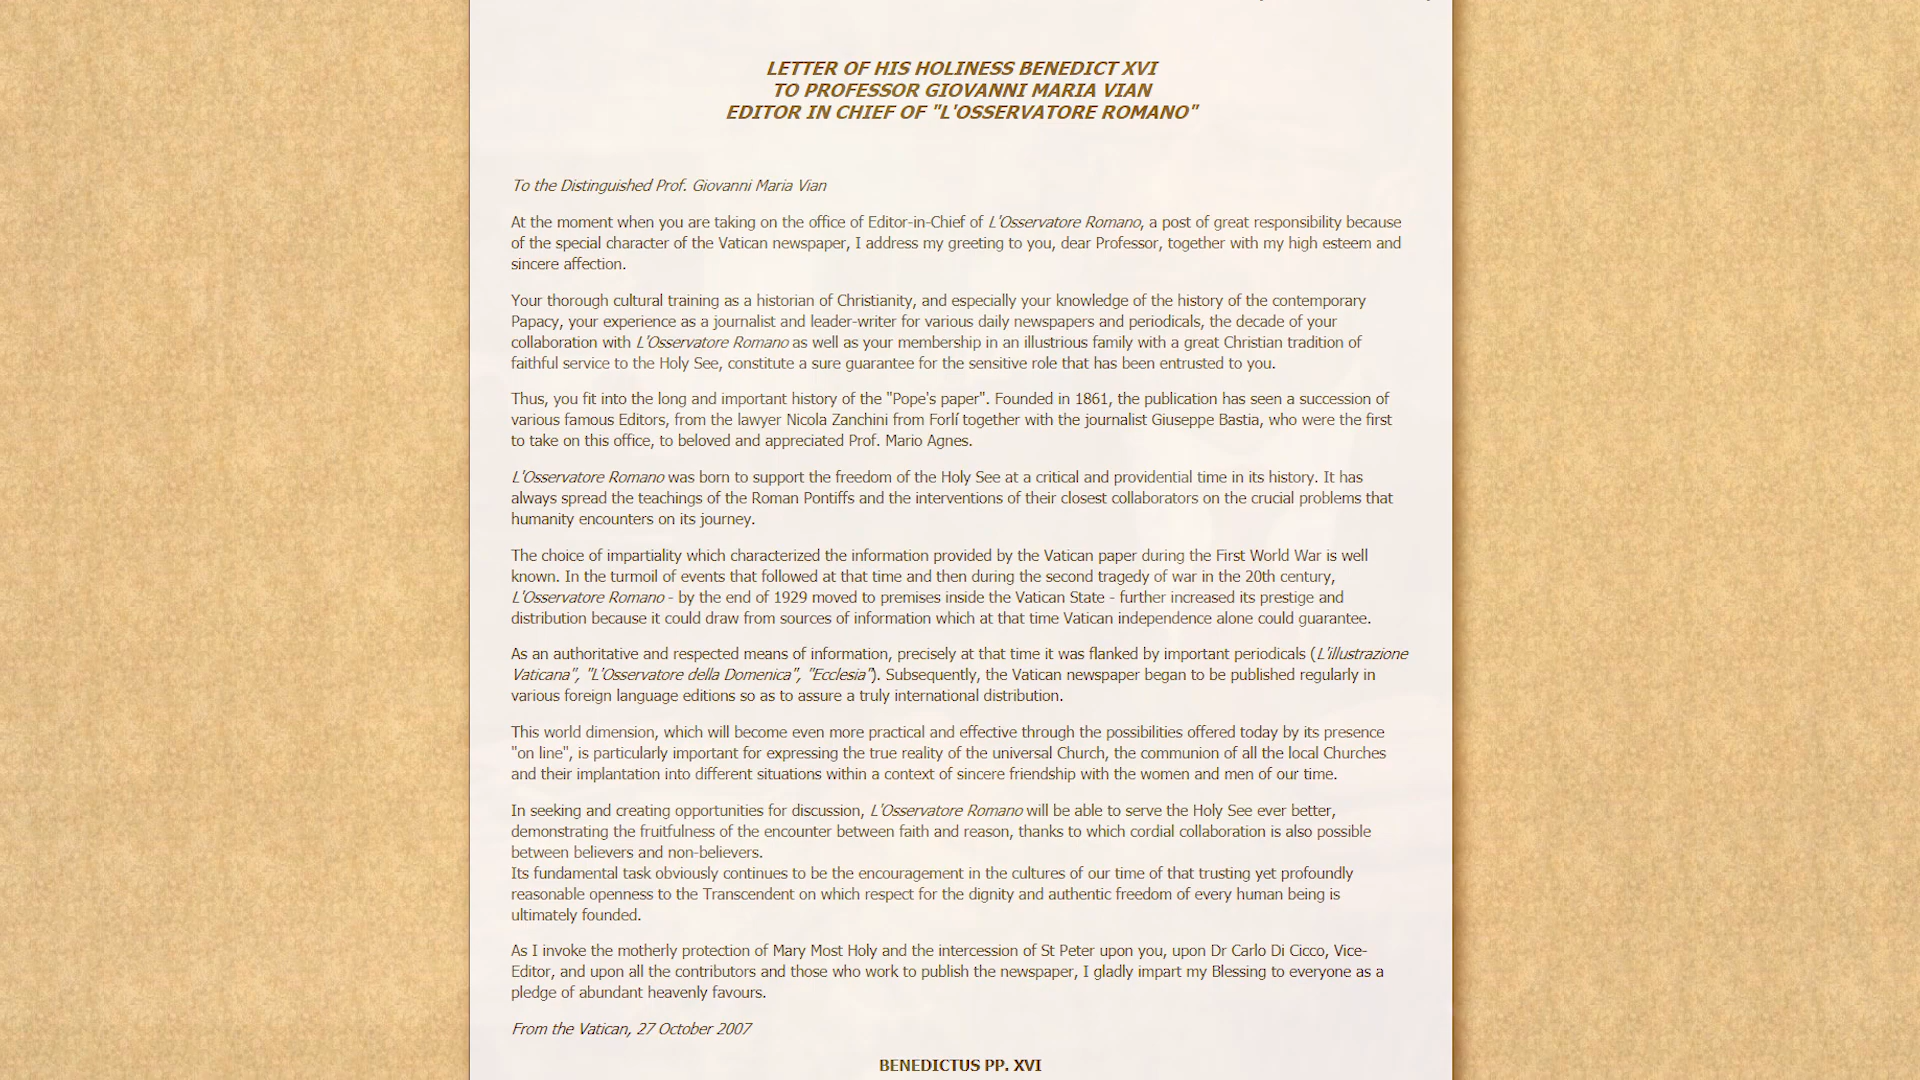 LETTER OF HIS HOLINESS BENEDICT XVI
TO PROFESSOR GIOVANNI MARIA VIAN
EDITOR IN CHIEF OF "L'OSSERVATORE ROMANO"
To the Distinguished Prof. Giovanni Maria Vian
At the moment when you are taking on the office of Editor-in-Chief of L'Osservatore Romano, a post of great responsibility because
of the special character of the Vatican newspaper, I address my greeting to you, dear Professor, together with my high esteem and
sincere affection.
Your thorough cultural training as a historian of Christianity, and especially your knowledge of the history of the contemporary
Papacy, your experience as a journalist and leader-writer for various daily newspapers and periodicals, the decade of your
collaboration with L'Osservatore Romano as well as your membership in an illustrious family with a great Christian tradition of
faithful service to the Holy See, constitute a sure guarantee for the sensitive role that has been entrusted to you.
Thus, you fit into the long and important history of the "Pope's paper". Founded in 1861, the publication has seen a succession of
various famous Editors, from the lawyer Nicola Zanchini from Forlí together with the journalist Giuseppe Bastia, who were the first
to take on this office, to beloved and appreciated Prof. Mario Agnes.
L'Osservatore Romano was born to support the freedom of the Holy See at a critical and providential time in its history. It has
always spread the teachings of the Roman Pontiffs and the interventions of their closest collaborators on the crucial problems that
humanity encounters on its journey.
The choice of impartiality which characterized the information provided by the Vatican paper during the First World War is well
known. In the turmoil of events that followed at that time and then during the second tragedy of war in the 20th century,
L'Osservatore Romano - by the end of 1929 moved to premises inside the Vatican State - further increased its prestige and
distribution because it could draw from sources of information which at that time Vatican independence alone could guarantee.
As an authoritative and respected means of information, precisely at that time it was flanked by important periodicals (L'illustrazione
Vaticana", "L'Osservatore della Domenica", "Ecclesia"). Subsequently, the Vatican newspaper began to be published regularly in
various foreign language editions so as to assure a truly international distribution.
This world dimension, which will become even more practical and effective through the possibilities offered today by its presence
"on line", is particularly important for expressing the true reality of the universal Church, the communion of all the local Churches
and their implantation into different situations within a context of sincere friendship with the women and men of our time.
In seeking and creating opportunities for discussion, L'Osservatore Romano will be able to serve the Holy See ever better,
demonstrating the fruitfulness of the encounter between faith and reason, thanks to which cordial collaboration is also possible
between believers and non-believers.
Its fundamental task obviously continues to be the encouragement in the cultures of our time of that trusting yet profoundly
reasonable openness to the Transcendent on which respect for the dignity and authentic freedom of every human being is
ultimately founded.
As I invoke the motherly protection of Mary Most Holy and the intercession of St Peter upon you, upon Dr Carlo Di Cicco, Vice-
Editor, and upon all the contributors and those who work to publish the newspaper, I gladly impart my Blessing to everyone as a
pledge of abundant heavenly favours.
From the Vatican, 27 October 2007
BENEDICTUS PP. XVI